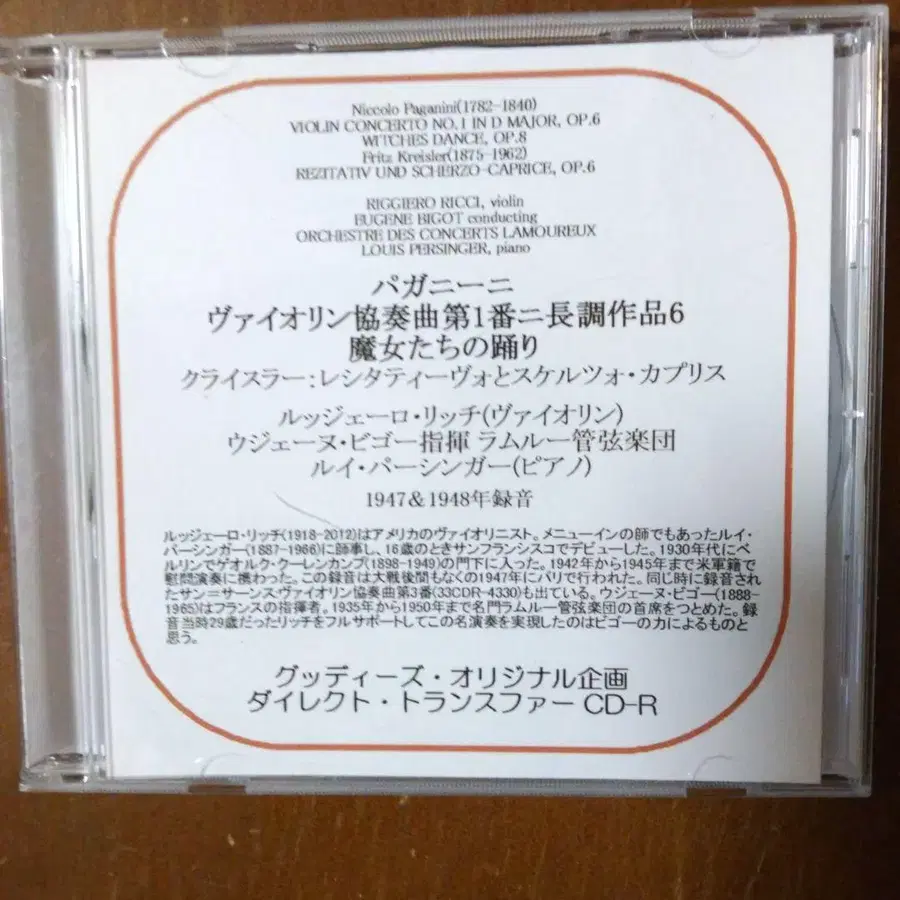 Niccolo Paganini(1782-1840)
VIOLIN CONCERTO NO.1 IN D MAJOR, OP.6
WITCHES DANCE, OP.8
Fritz Kreisler(1875-1962)
REZITATIV UND SCHERZO-CAPRICE, OP.6
RIGGIERO RICCI, violin
EUGENE BIGOT conducting
ORCHESTRE DES CONCERTS LAMOUREUX
LOUIS PERSINGER, piano
パガニーニ
ヴァイオリン協奏曲第1番ニ長調作品6
魔女たちの踊り
クライスラー:レシタティーヴォとスケルツォ・カプリス
ルッジェーロ・リッチ(ヴァイオリン)
ウジェーヌ・ビゴー指揮 ラムルー管弦楽団
ルイ・パーシンガー(ピアノ)
1947&1948年録音
ルッジェーロ・リッチ(1918-2012)はアメリカのヴァイオリニスト。メニューインの師でもあったルイ・
パーシンガー(1887-1966)に師事し、16歳のときサンフランシスコでデビューした。1930年代にベ
ルリンでゲオルク・クーレンカンプ(1898-1949)の門下に入った。1942年から1945年まで米軍籍で
慰問演奏に携わった。この録音は大戦後間もなくの1947年にパリで行われた。同じ時に録音され
たサン=サーンス:ヴァイオリン協奏曲第3番(33CDR-4330)も出ている。ウジェーヌ・ビゴー(1888-
1965)はフランスの指揮者。1935年から1950年まで名門ラムルー管弦楽団の首席をつとめた。録
音当時29歳だったリッチをフルサポートしてこの名演奏を実現したのはビゴーの力によるものと
思う。
グッディーズ・オリジナル企画
ダイレクト・トランスファー CD-R